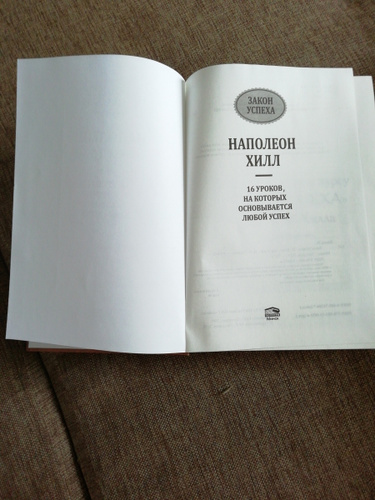 ЗАКОН
УСПЕХА
НАПОЛЕОН
ХИЛЛ
16 УРОКОВ,
НА КОТОРЫХ
ОСНОВЫВАЕТСЯ
ЛЮБОЙ УСПЕХ